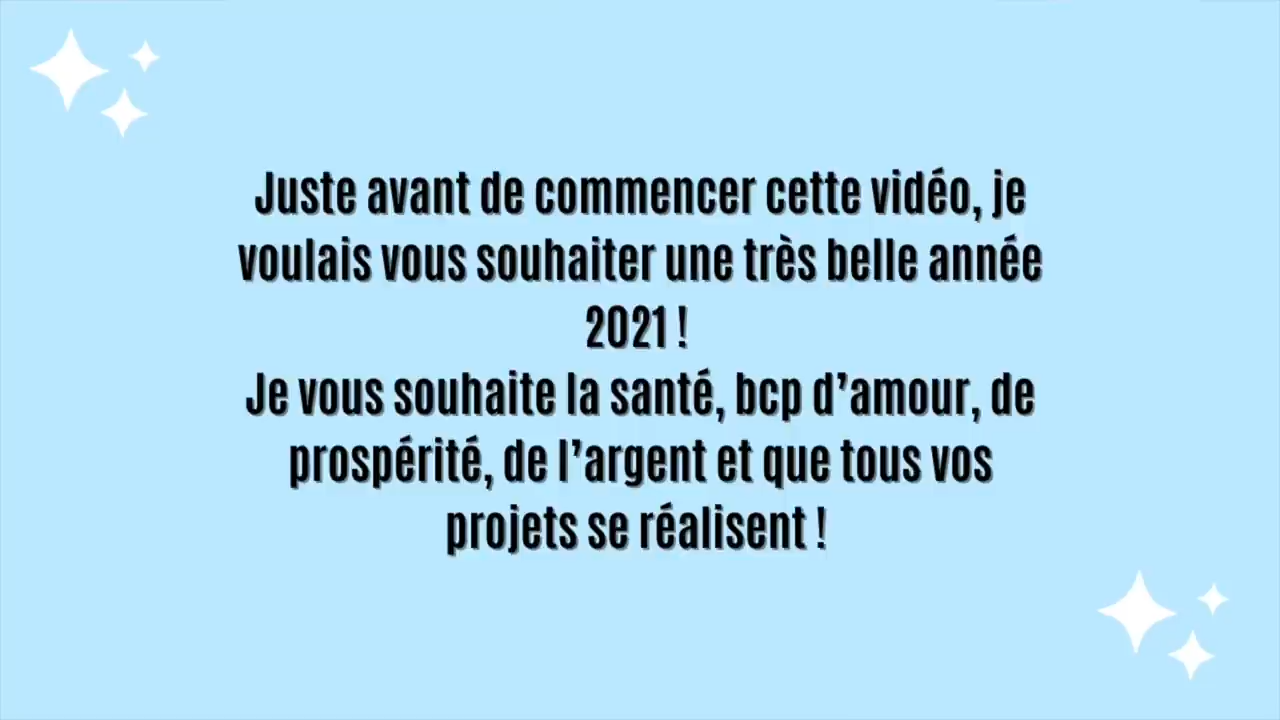 Juste avant de commencer cette vidéo, je
voulais vous souhaiter une très belle année
2021 !
Je vous souhaite la santé, bcp d’amour, de
prospérité, de l’argent et que tous vos
projets se réalisent !